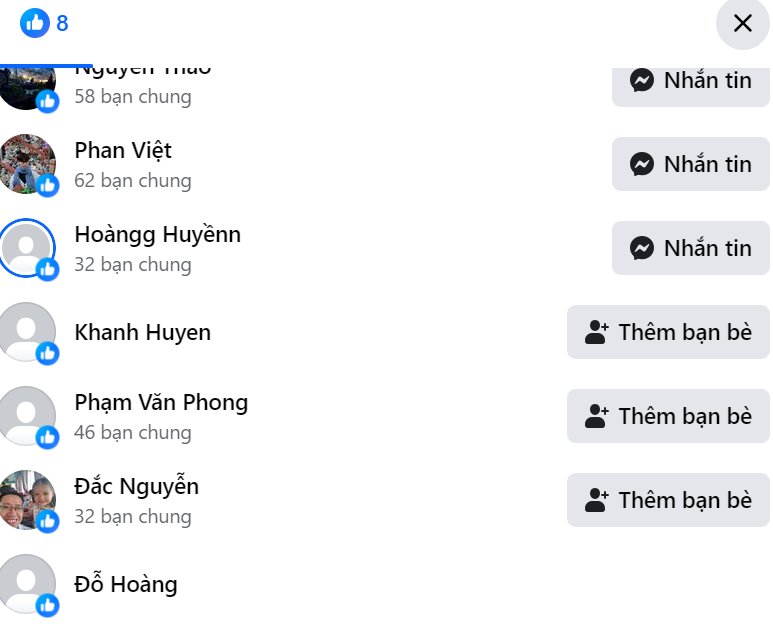 8
Nguyễn Thảo
58 bạn chung
Nhắn tin
Phan Việt
62 bạn chung
Nhắn tin
Hoàngg Huyềnn
32 bạn chung
Nhắn tin
Khanh Huyen
Thêm bạn bè
Phạm Văn Phong
46 bạn chung
Thêm bạn bè
Đắc Nguyễn
32 bạn chung
Thêm bạn bè
Đỗ Hoàng